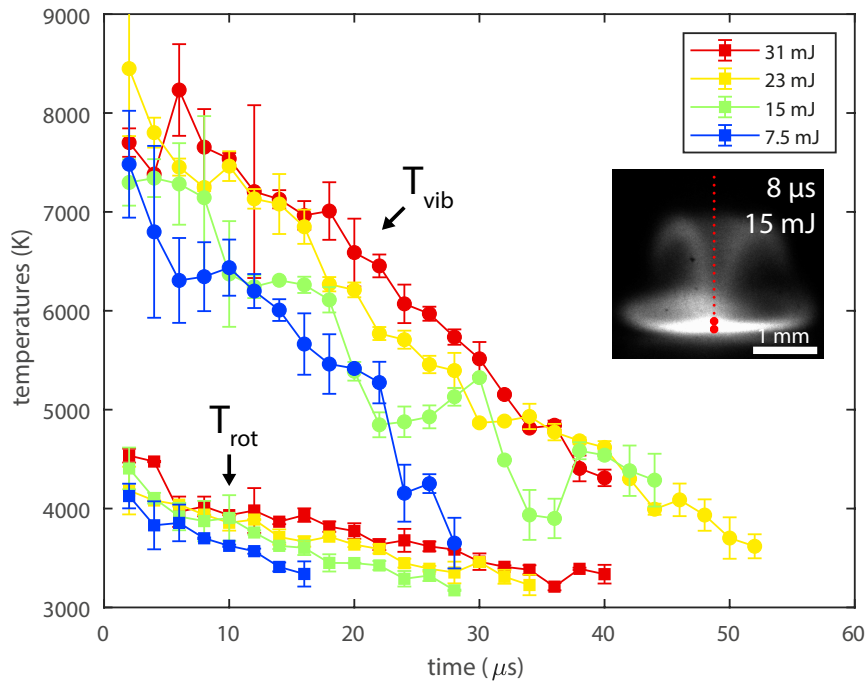 temperatures (K)
9000
8000
7000
6000
5000
4000
3000
0
10
20
30
40
50
60
time (μs)
31 mJ
23 mJ
15 mJ
7.5 mJ
T_vib
T_rot
8 μs
15 mJ
1 mm